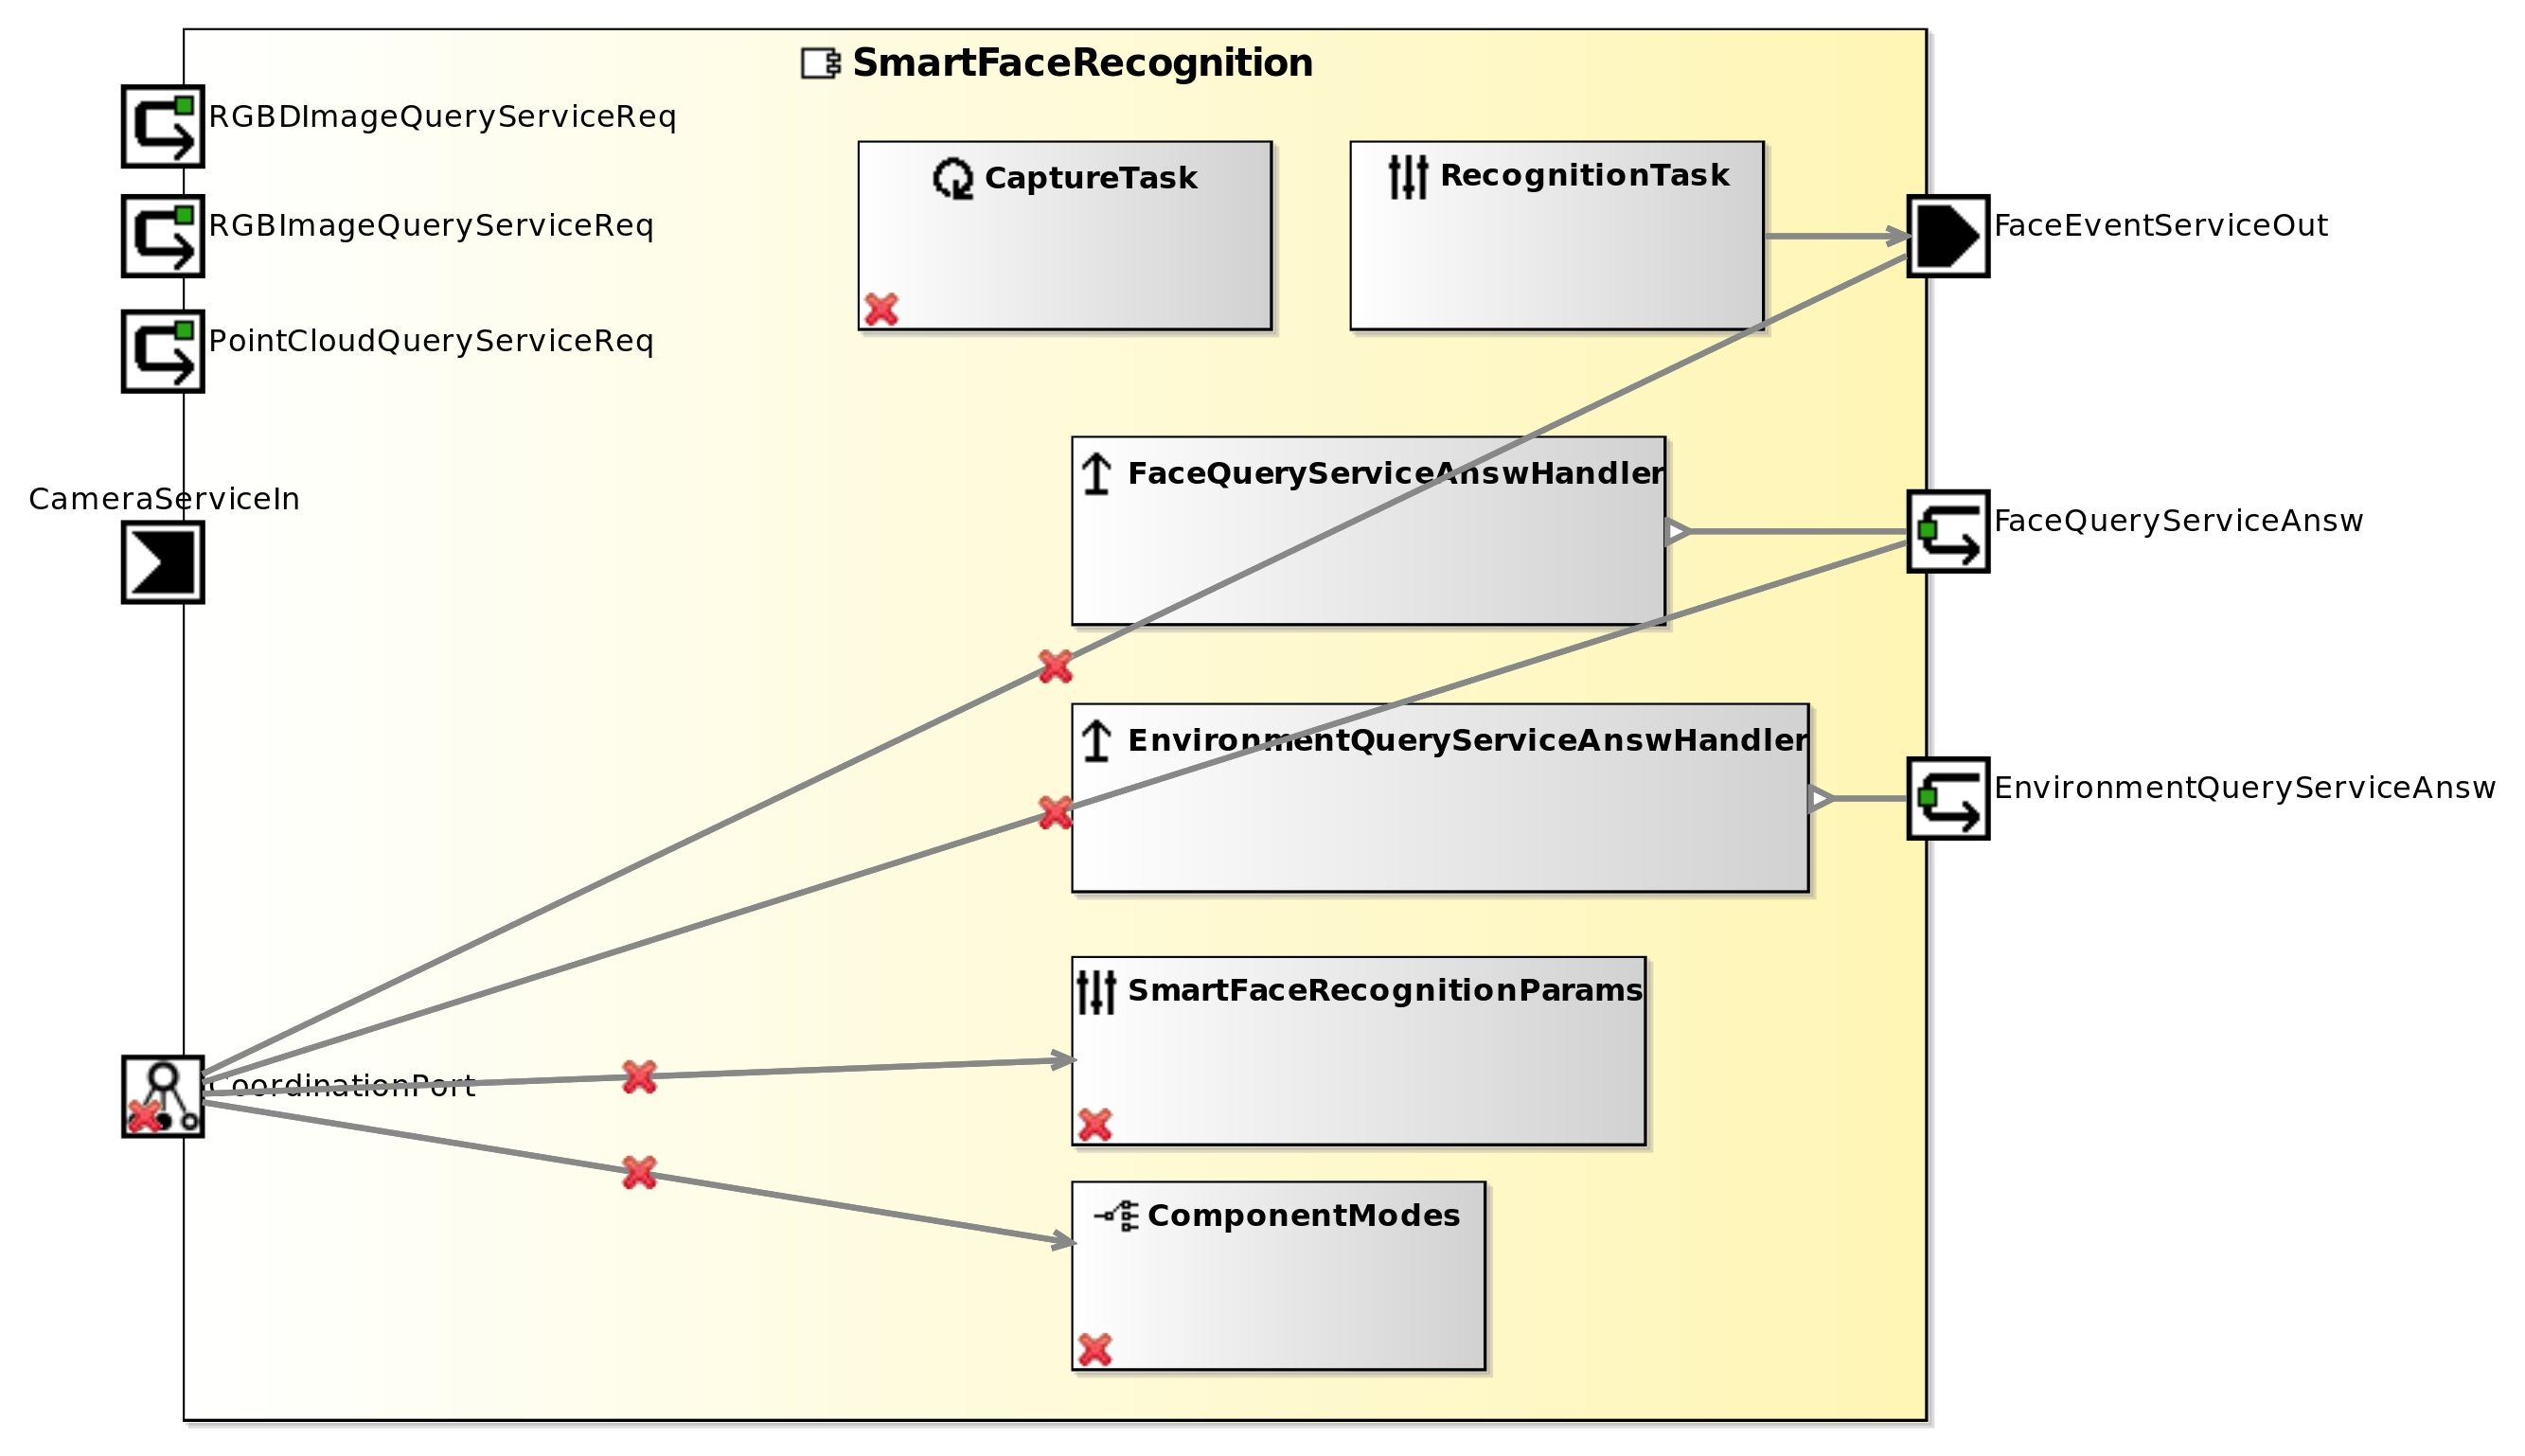 SmartFaceRecognition
RGBDImageQueryServiceReq
RGBImageQueryServiceReq
PointCloudQueryServiceReq
CameraServiceIn
CoordinationPort
CaptureTask
RecognitionTask
FaceQueryServiceAnswHandler
EnvironmentQueryServiceAnswHandler
SmartFaceRecognitionParams
ComponentModes
FaceEventServiceOut
FaceQueryServiceAnsw
EnvironmentQueryServiceAnsw